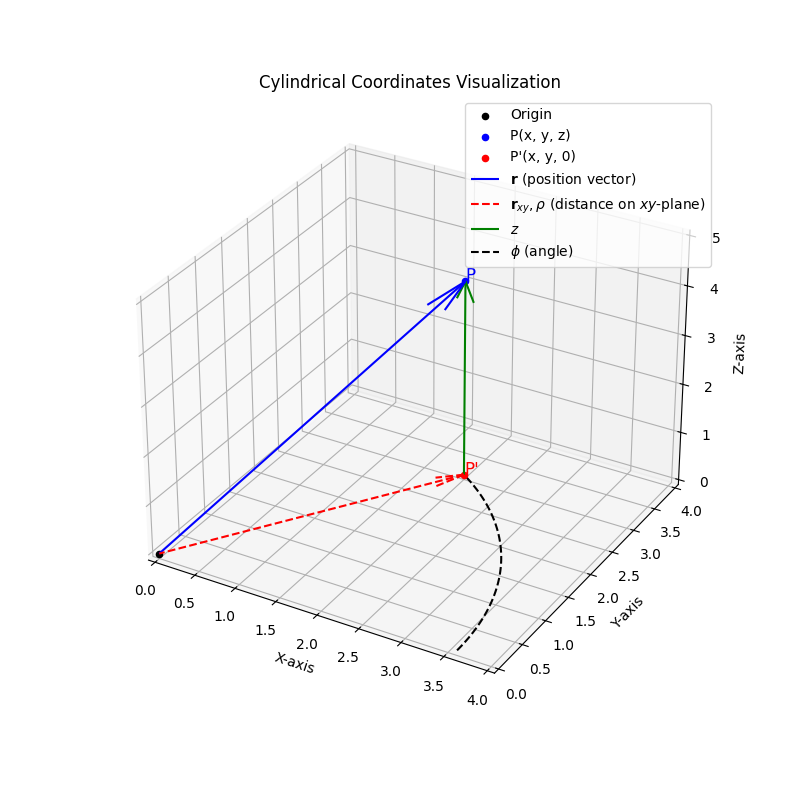 Cylindrical Coordinates Visualization
Origin
P(x, y, z)
P'(x, y, 0)
r (position vector)
r_{xy}, ρ (distance on xy-plane)
z
ϕ (angle)
P
P'
5
4
3
2
1
0
Z-axis
4.0
3.5
3.0
2.5
2.0
1.5
1.0
0.5
0.0
Y-axis
0.0
0.5
1.0
1.5
2.0
2.5
3.0
3.5
4.0
X-axis